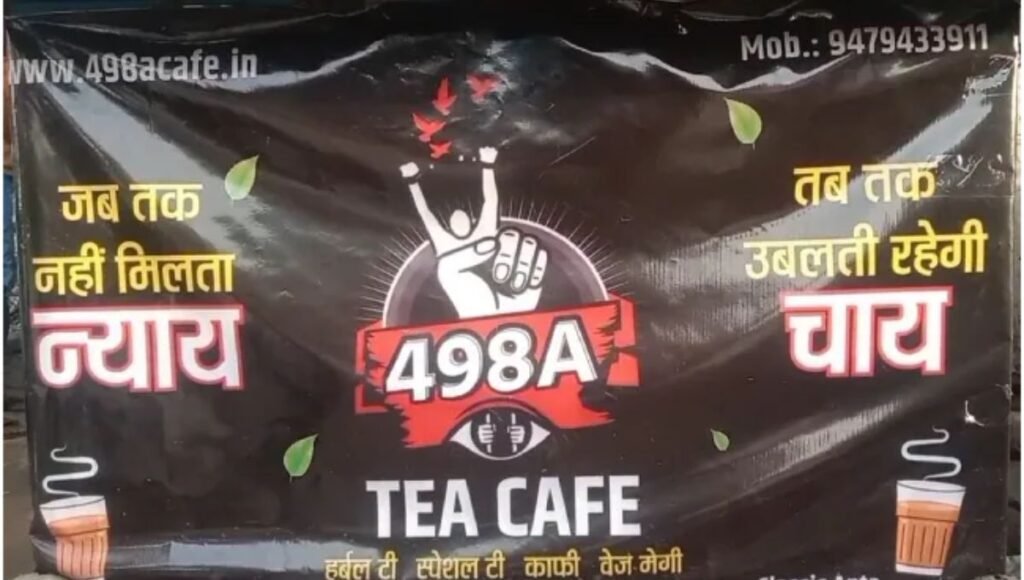 www.498acafe.in
Mob.: 9479433911
जब तक
नहीं मिलता
न्याय
तब तक
उबलती रहेगी
चाय
498A
TEA CAFE
हर्बल टी स्पेशल टी काफी वेज मेगी